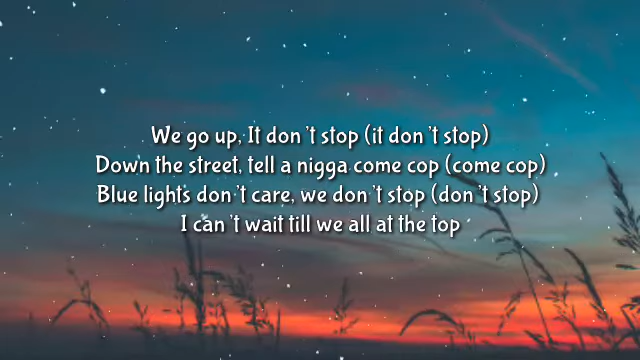 We go up, It don't stop (it don't stop)
Down the street, tell a nigga come cop (come cop)
Blue lights don't care, we don't stop (don't stop)
I can't wait till we all at the top